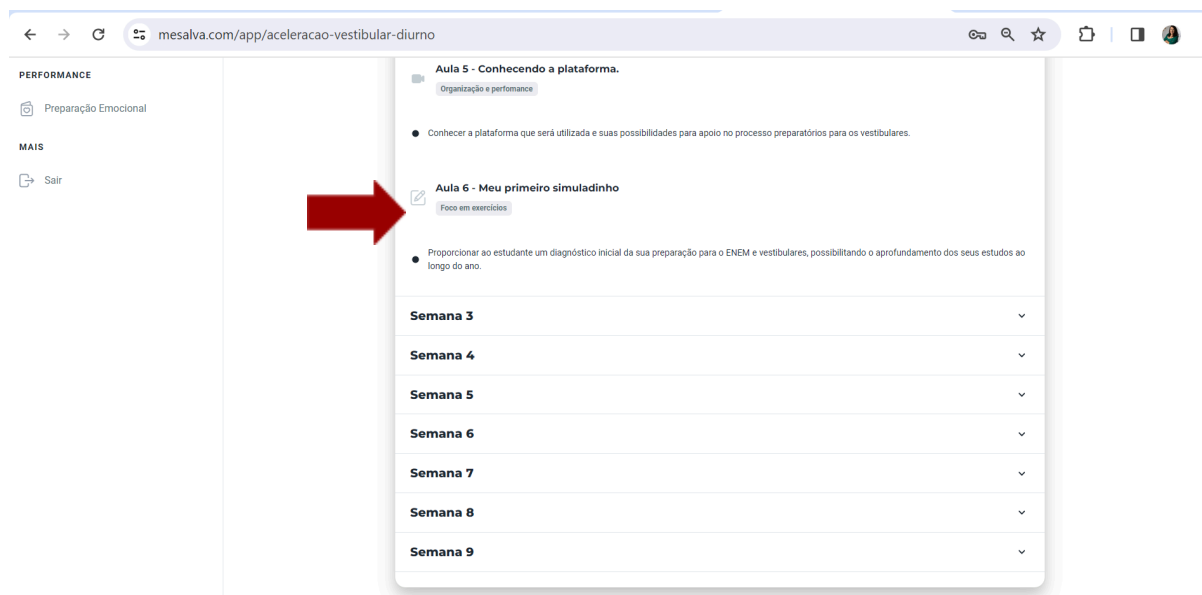 mesalva.com/app/aceleracao-vestibular-diurno
PERFORMANCE
Preparação Emocional
MAIS
Sair
Aula 5 - Conhecendo a plataforma.
Organização e perfomance
Conhecer a plataforma que será utilizada e suas possibilidades para apoio no processo preparatórios para os vestibulares.
Aula 6 - Meu primeiro simuladinho
Foco em exercícios
Proporcionar ao estudante um diagnóstico inicial da sua preparação para o ENEM e vestibulares, possibilitando o aprofundamento dos seus estudos ao
longo do ano.
Semana 3
Semana 4
Semana 5
Semana 6
Semana 7
Semana 8
Semana 9